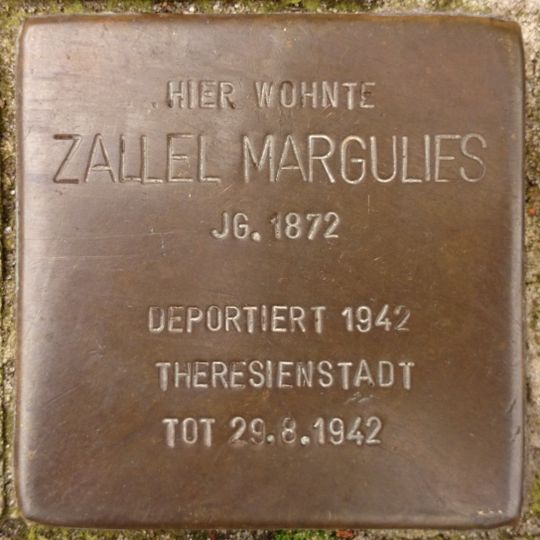 HIER WOHNTE
ZALLEL MARGULIES
JG. 1872
DEPORTIERT 1942
THERESIENSTADT
TOT 29.8.1942